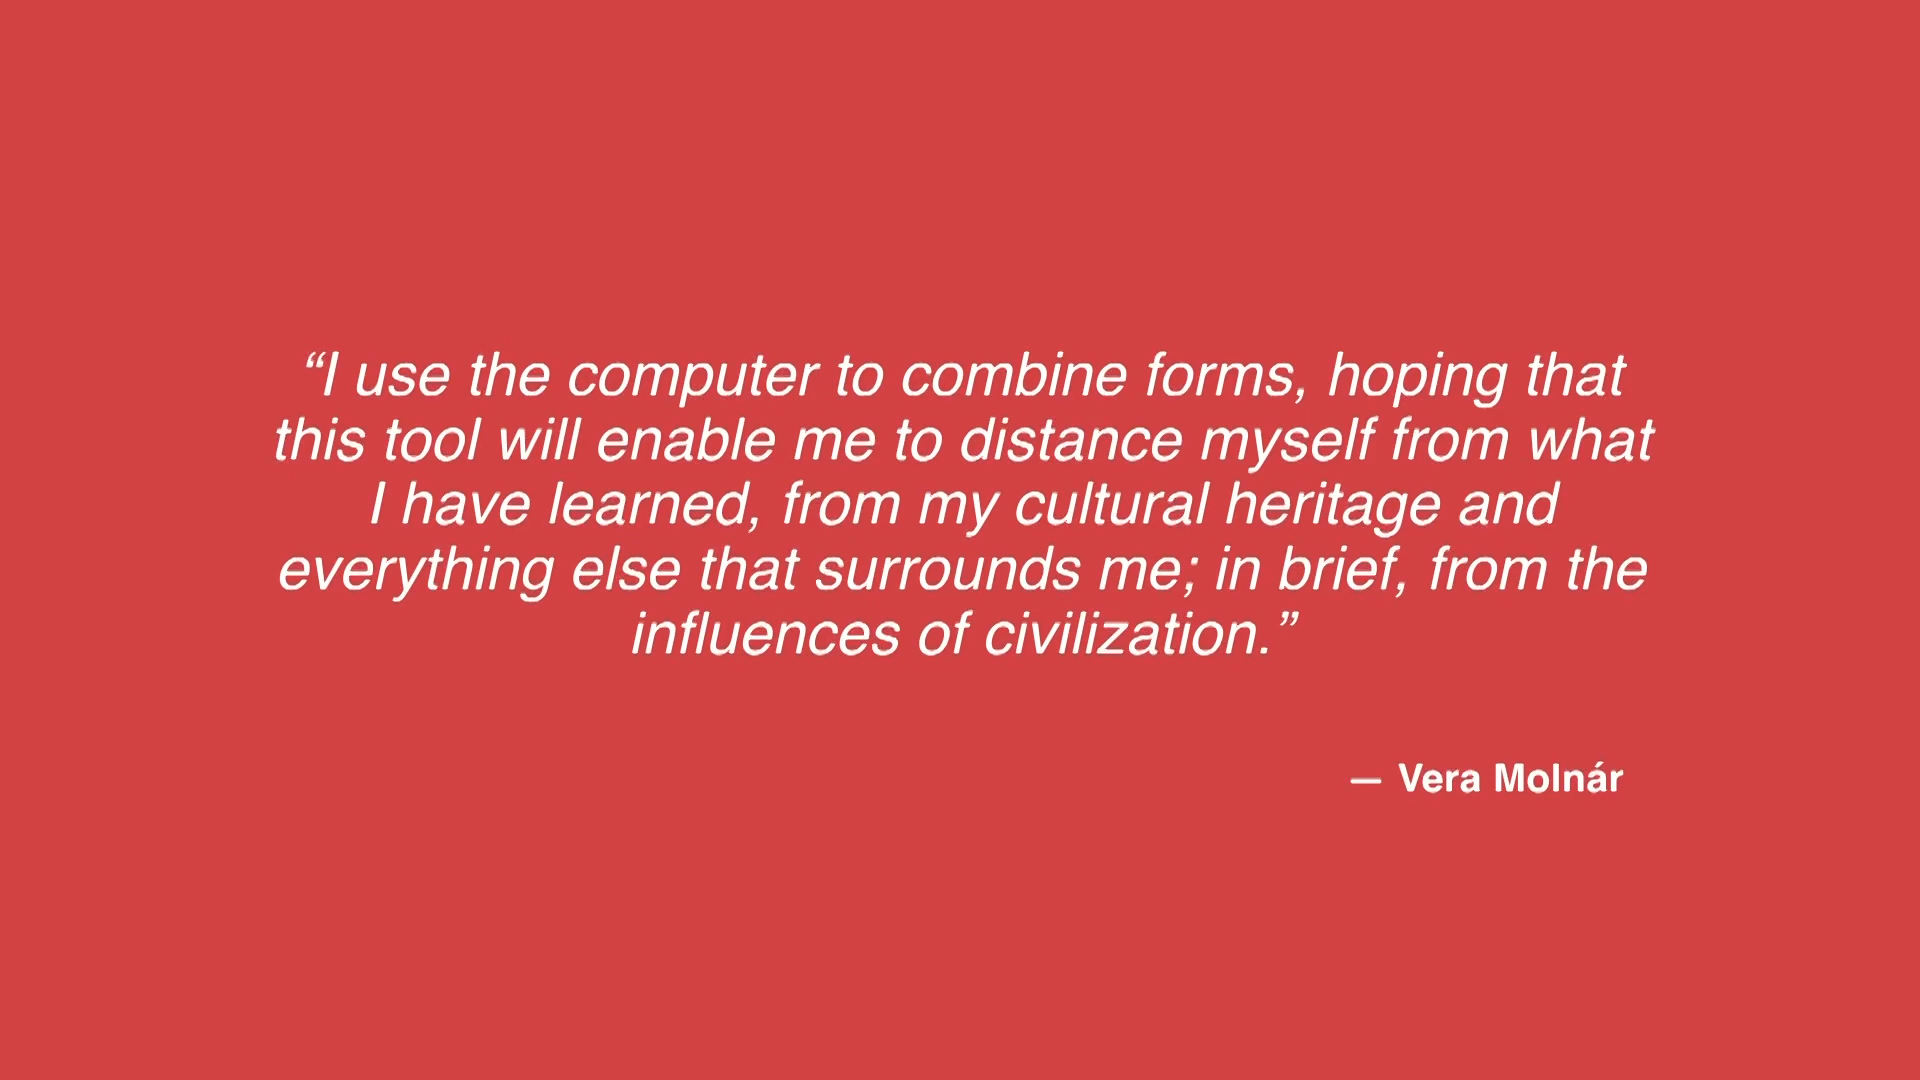 “I use the computer to combine forms, hoping that
this tool will enable me to distance myself from what
I have learned, from my cultural heritage and
everything else that surrounds me; in brief, from the
influences of civilization.”
— Vera Molnár